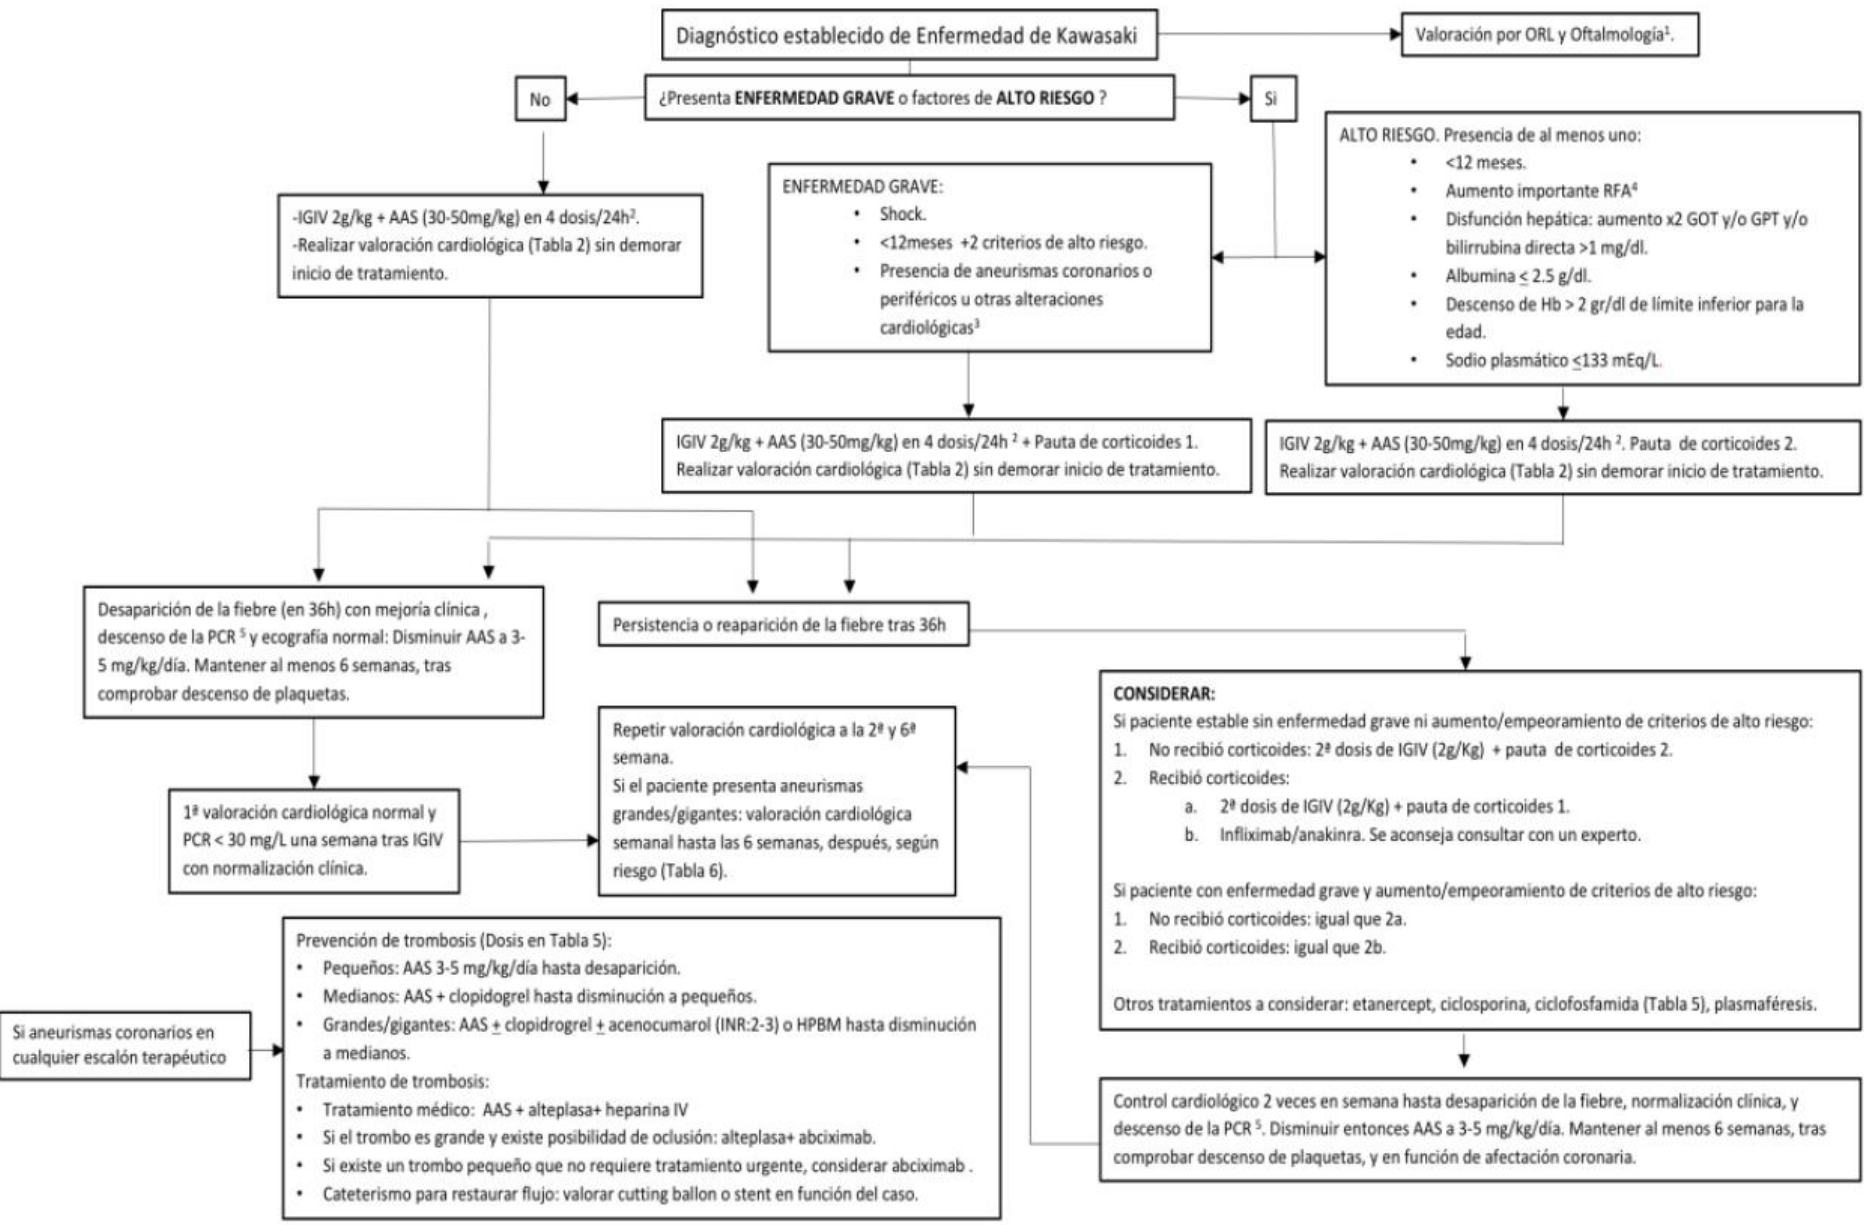 Diagnóstico establecido de Enfermedad de Kawasaki
Valoración por ORL y Oftalmología¹.
No
¿Presenta ENFERMEDAD GRAVE o factores de ALTO RIESGO ?
Si
ALTO RIESGO. Presencia de al menos uno:
• <12 meses.
• Aumento importante RFA⁴
• Disfunción hepática: aumento x2 GOT y/o GPT y/o
bilirrubina directa >1 mg/dl.
• Albumina ≤ 2.5 g/dl.
• Descenso de Hb > 2 gr/dl de límite inferior para la
edad.
• Sodio plasmático ≤133 mEq/L.
ENFERMEDAD GRAVE:
• Shock.
• <12meses +2 criterios de alto riesgo.
• Presencia de aneurismas coronarios o
periféricos u otras alteraciones
cardiológicas³
-IGIV 2g/kg + AAS (30-50mg/kg) en 4 dosis/24h².
-Realizar valoración cardiológica (Tabla 2) sin demorar
inicio de tratamiento.
IGIV 2g/kg + AAS (30-50mg/kg) en 4 dosis/24h ² + Pauta de corticoides 1.
Realizar valoración cardiológica (Tabla 2) sin demorar inicio de tratamiento.
IGIV 2g/kg + AAS (30-50mg/kg) en 4 dosis/24h ². Pauta de corticoides 2.
Realizar valoración cardiológica (Tabla 2) sin demorar inicio de tratamiento.
Desaparición de la fiebre (en 36h) con mejoría clínica ,
descenso de la PCR ⁵ y ecografía normal: Disminuir AAS a 3-
5 mg/kg/día. Mantener al menos 6 semanas, tras
comprobar descenso de plaquetas.
Persistencia o reaparición de la fiebre tras 36h
1ª valoración cardiológica normal y
PCR < 30 mg/L una semana tras IGIV
con normalización clínica.
Repetir valoración cardiológica a la 2ª y 6ª
semana.
Si el paciente presenta aneurismas
grandes/gigantes: valoración cardiológica
semanal hasta las 6 semanas, después, según
riesgo (Tabla 6).
CONSIDERAR:
Si paciente estable sin enfermedad grave ni aumento/empeoramiento de criterios de alto riesgo:
1. No recibió corticoides: 2ª dosis de IGIV (2g/Kg) + pauta de corticoides 2.
2. Recibió corticoides:
a. 2ª dosis de IGIV (2g/Kg) + pauta de corticoides 1.
b. Infliximab/anakinra. Se aconseja consultar con un experto.
Si paciente con enfermedad grave y aumento/empeoramiento de criterios de alto riesgo:
1. No recibió corticoides: igual que 2a.
2. Recibió corticoides: igual que 2b.
Otros tratamientos a considerar: etanercept, ciclosporina, ciclofosfamida (Tabla 5), plasmaféresis.
Control cardiológico 2 veces en semana hasta desaparición de la fiebre, normalización clínica, y
descenso de la PCR ⁵. Disminuir entonces AAS a 3-5 mg/kg/día. Mantener al menos 6 semanas, tras
comprobar descenso de plaquetas, y en función de afectación coronaria.
Si aneurismas coronarios en
cualquier escalón terapéutico
Prevención de trombosis (Dosis en Tabla 5):
• Pequeños: AAS 3-5 mg/kg/día hasta desaparición.
• Medianos: AAS + clopidogrel hasta disminución a pequeños.
• Grandes/gigantes: AAS ± clopidrogrel ± acenocumarol (INR:2-3) o HPBM hasta disminución
a medianos.
Tratamiento de trombosis:
• Tratamiento médico: AAS + alteplasa+ heparina IV
• Si el trombo es grande y existe posibilidad de oclusión: alteplasa+ abciximab.
• Si existe un trombo pequeño que no requiere tratamiento urgente, considerar abciximab .
• Cateterismo para restaurar flujo: valorar cutting ballon o stent en función del caso.